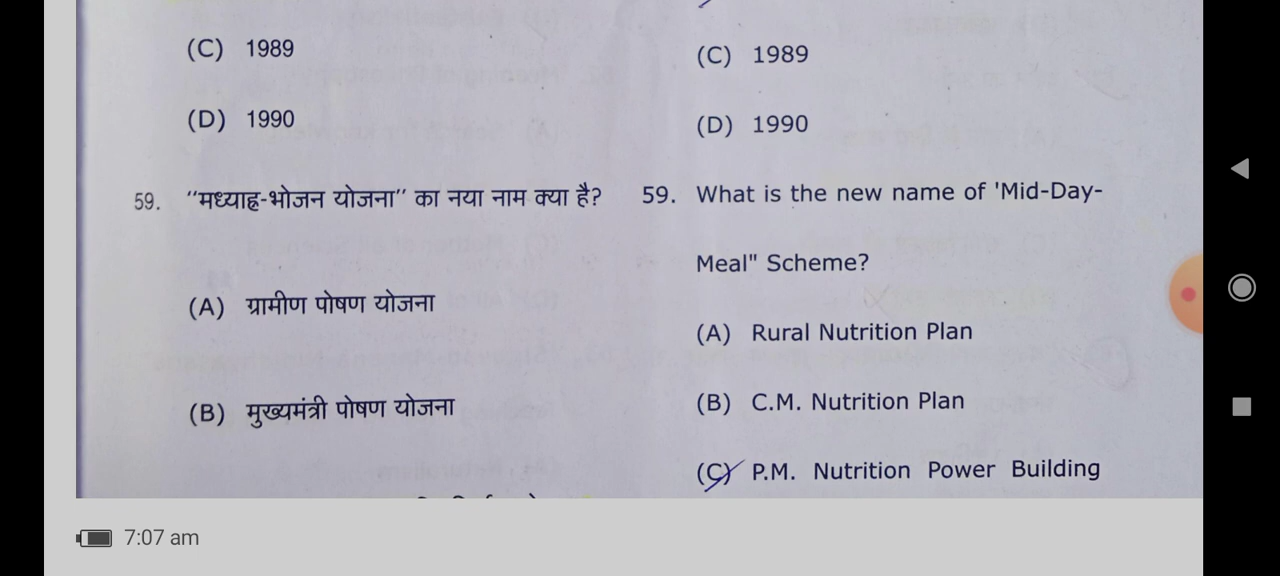 (C) 1989
(D) 1990
59. ‘‘मध्याह्न-भोजन योजना’’ का नया नाम क्या है?
(A) ग्रामीण पोषण योजना
(B) मुख्यमंत्री पोषण योजना
(C) 1989
(D) 1990
59. What is the new name of 'Mid-Day-
Meal" Scheme?
(A) Rural Nutrition Plan
(B) C.M. Nutrition Plan
(C) P.M. Nutrition Power Building
7:07 am